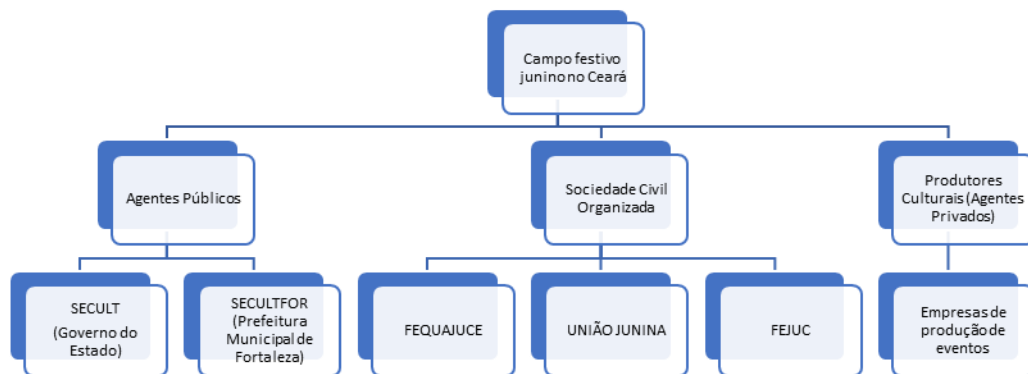 Campo festivo
junino no Ceará
Agentes Públicos
Sociedade Civil
Organizada
Produtores
Culturais (Agentes
Privados)
SECULT
(Governo do
Estado)
SECULTFOR
(Prefeitura
Municipal de
Fortaleza)
FEQUAJUCE
UNIÃO JUNINA
FEJUC
Empresas de
produção de
eventos